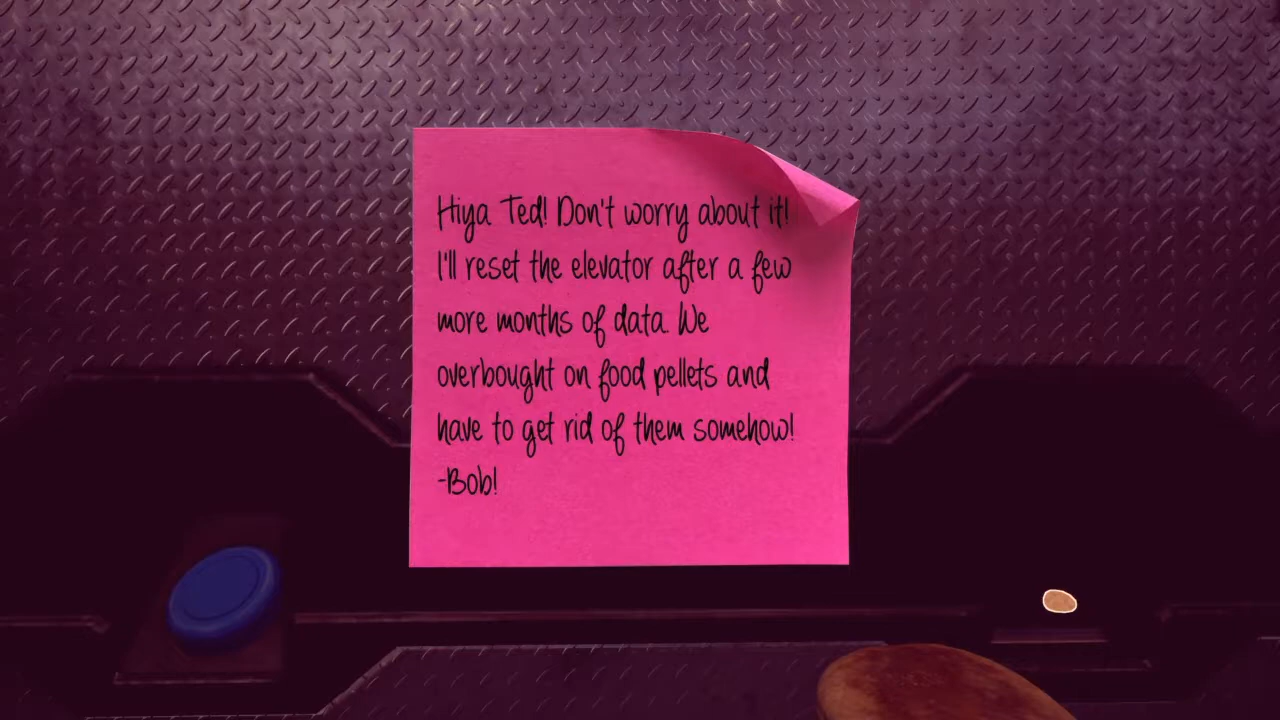 Hiya Ted! Don't worry about it!
I'll reset the elevator after a few
more months of data. We
overbought on food pellets and
have to get rid of them somehow!
-Bob!